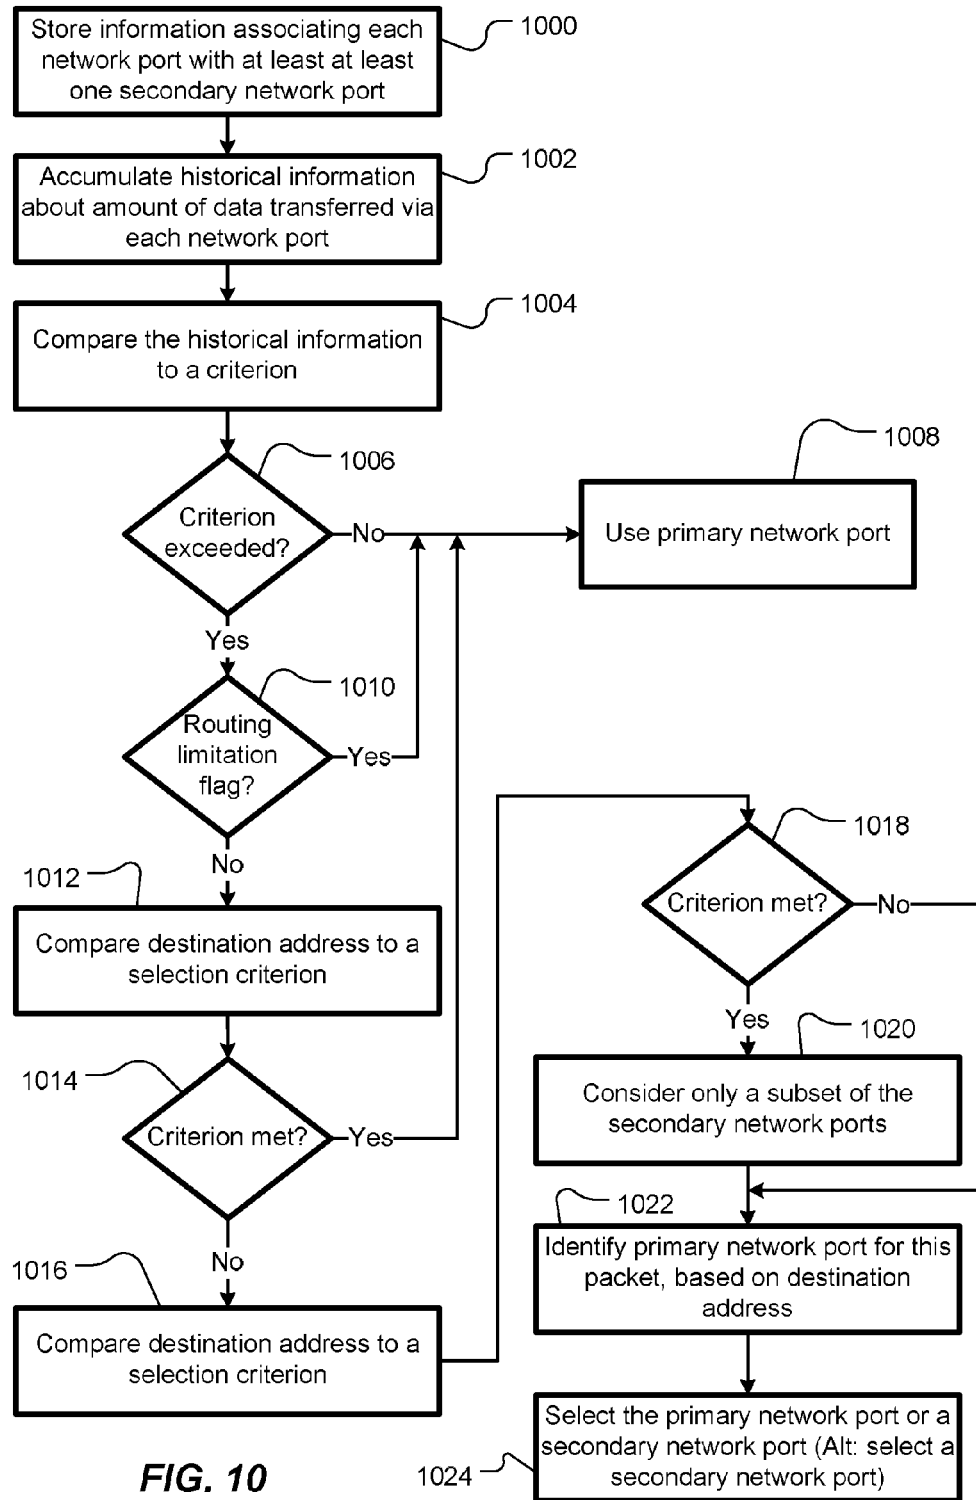 Store information associating each
network port with at least at least
one secondary network port
1000
Accumulate historical information
about amount of data transferred via
each network port
1002
Compare the historical information
to a criterion
1004
Criterion
exceeded?
1006
No
Yes
Use primary network port
1008
Routing
limitation
flag?
1010
Yes
No
1012
Compare destination address to a
selection criterion
1014
Criterion met?
Yes
No
1016
Compare destination address to a
selection criterion
Criterion met?
1018
No
Yes
1020
Consider only a subset of the
secondary network ports
1022
Identify primary network port for this
packet, based on destination
address
Select the primary network port or a
secondary network port (Alt: select a
secondary network port)
1024
FIG. 10